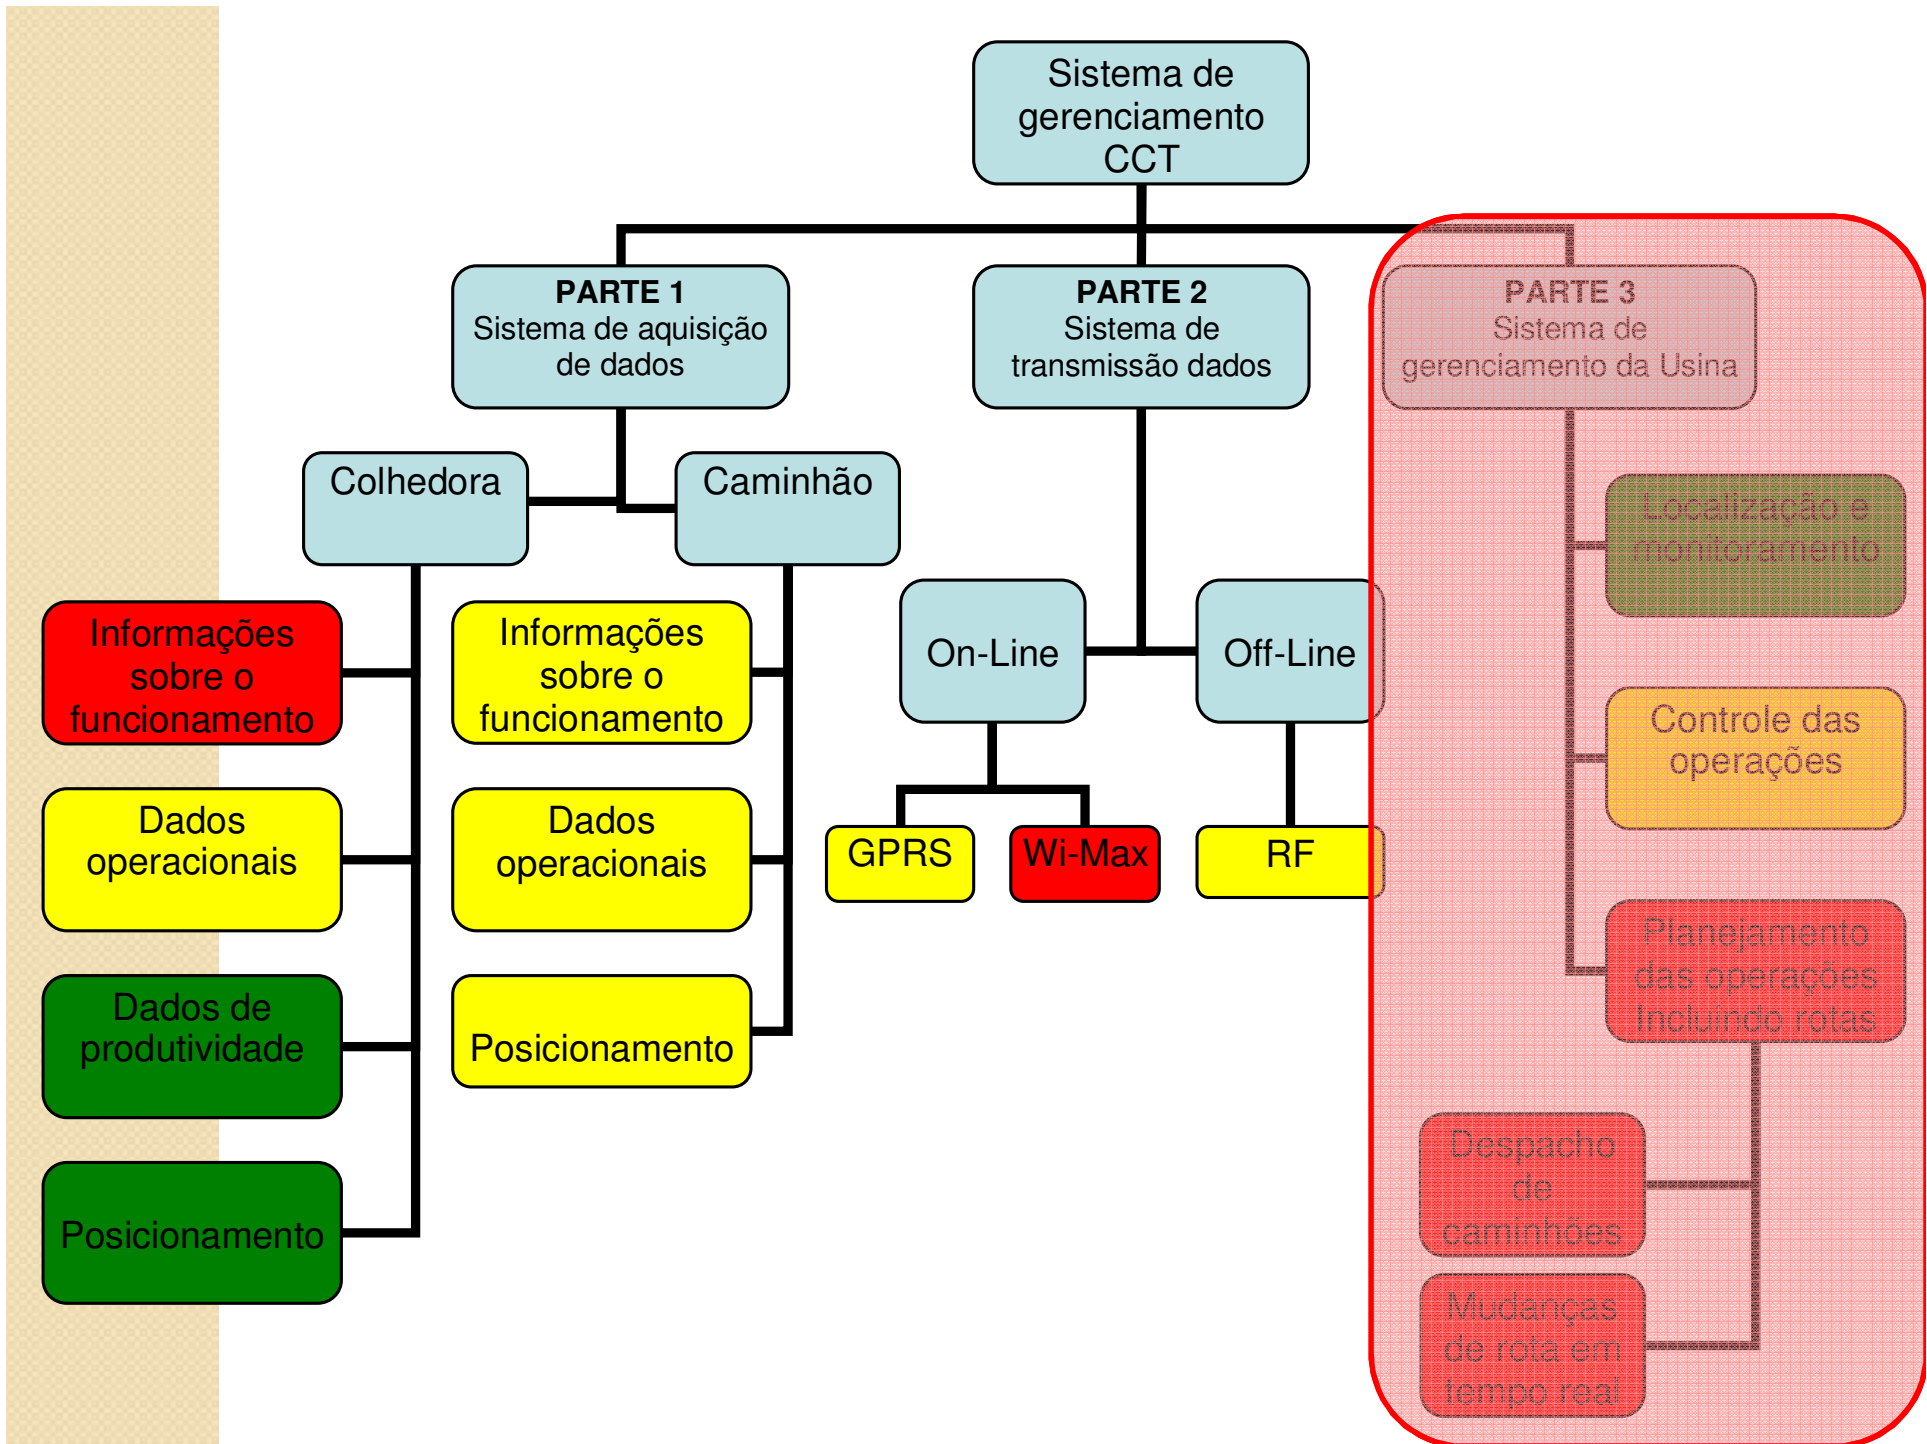 Sistema de
gerenciamento
CCT
PARTE 1
Sistema de aquisição
de dados
PARTE 2
Sistema de
transmissão dados
PARTE 3
Sistema de
gerenciamento da Usina
Colhedora
Caminhão
Informações
sobre o
funcionamento
Dados
operacionais
Dados de
produtividade
Posicionamento
Informações
sobre o
funcionamento
Dados
operacionais
Posicionamento
On-Line
Off-Line
GPRS
Wi-Max
RF
Localização e
monitoramento
Controle das
operações
Planejamento
das operações
Incluindo rotas
Despacho
de
caminhões
Mudanças
de rota em
tempo real